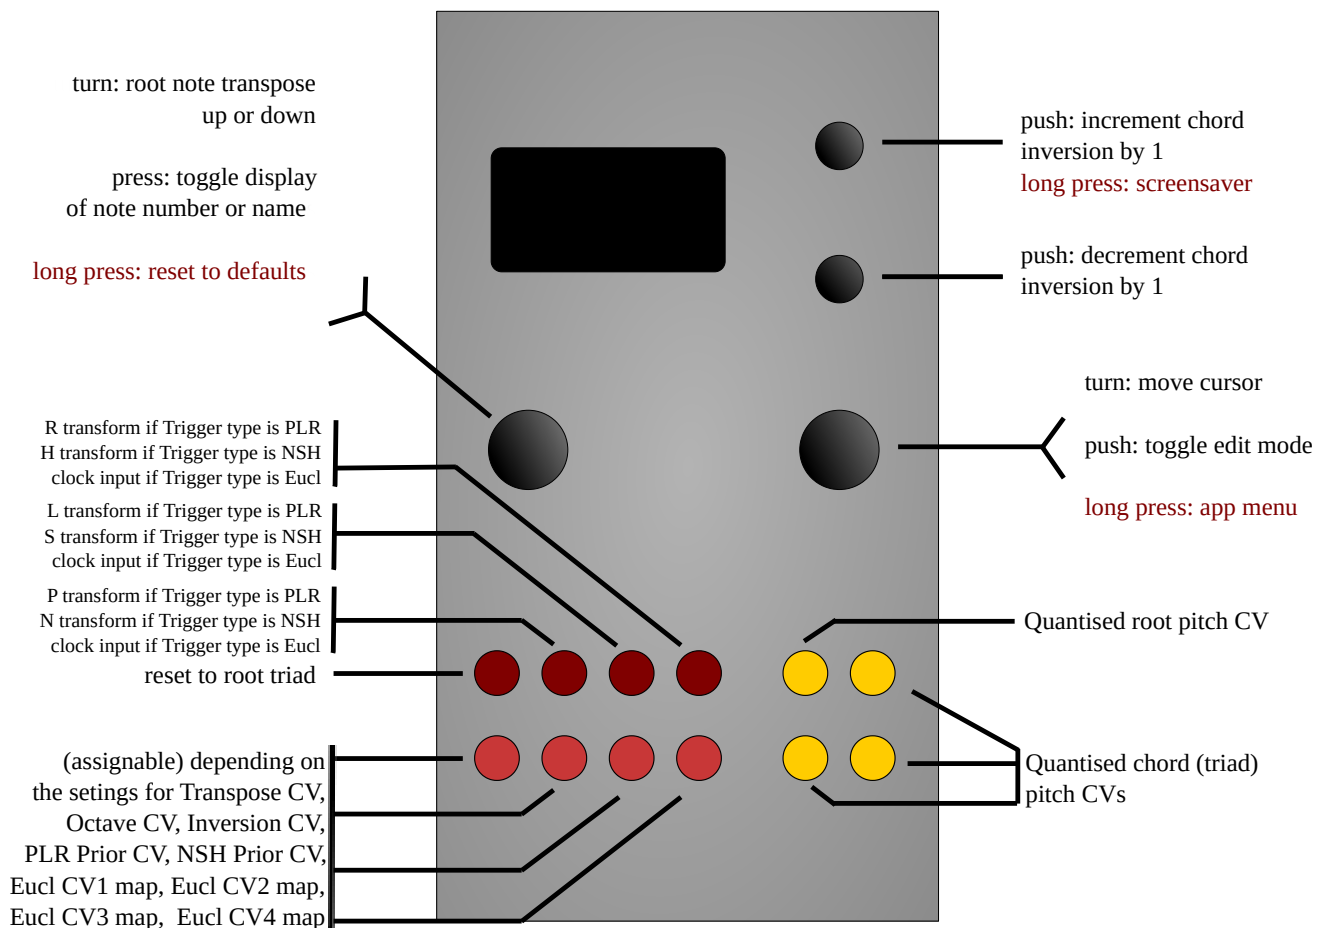 turn: root note transpose
up or down
press: toggle display
of note number or name
long press: reset to defaults
R transform if Trigger type is PLR
H transform if Trigger type is NSH
clock input if Trigger type is Eucl
L transform if Trigger type is PLR
S transform if Trigger type is NSH
clock input if Trigger type is Eucl
P transform if Trigger type is PLR
N transform if Trigger type is NSH
clock input if Trigger type is Eucl
reset to root triad
(assignable) depending on
the setings for Transpose CV,
Octave CV, Inversion CV,
PLR Prior CV, NSH Prior CV,
Eucl CV1 map, Eucl CV2 map,
Eucl CV3 map, Eucl CV4 map
push: increment chord
inversion by 1
long press: screensaver
push: decrement chord
inversion by 1
turn: move cursor
push: toggle edit mode
long press: app menu
Quantised root pitch CV
Quantised chord (triad)
pitch CVs